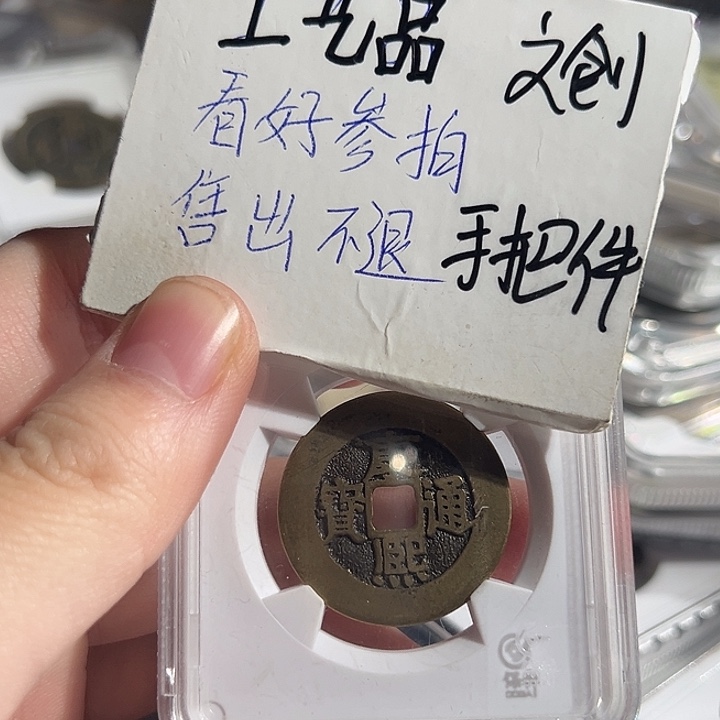 工艺品 文创
看好参拍
售出不退 手把件
康熙通寳